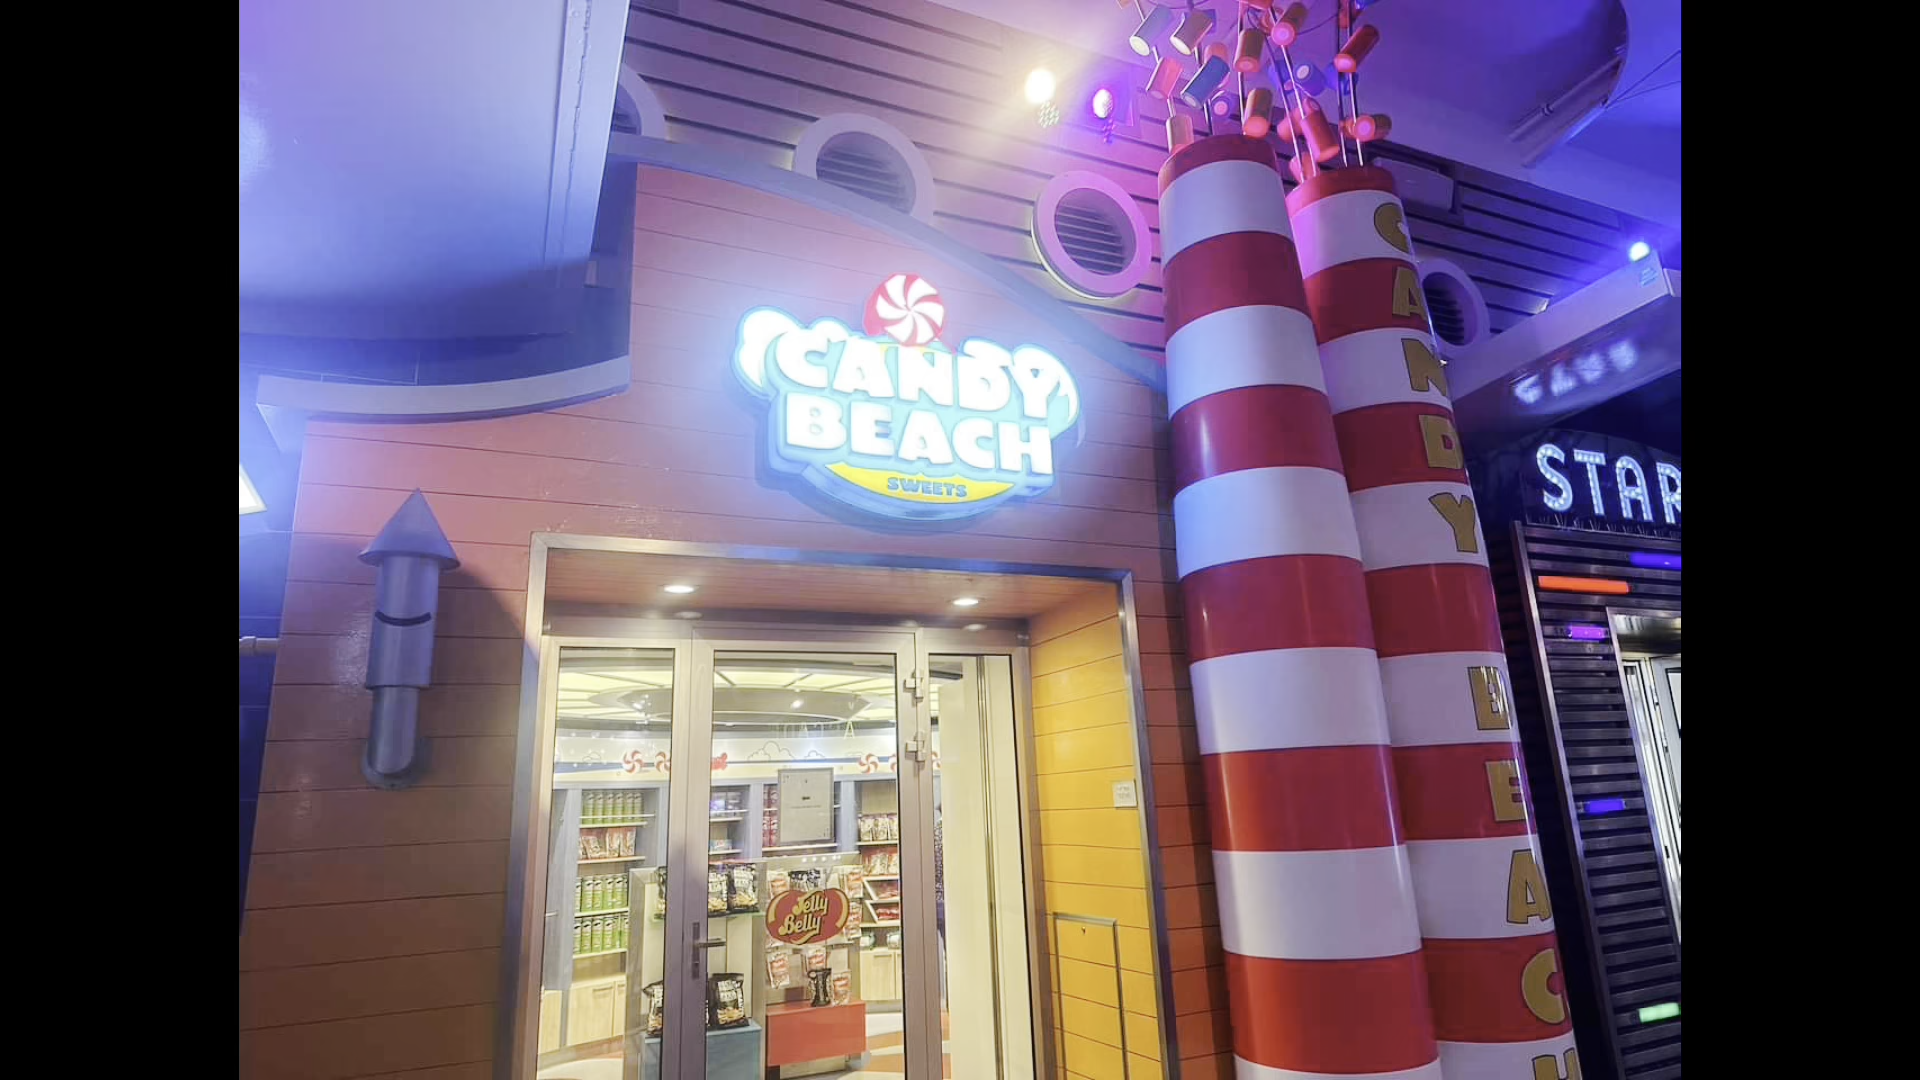 CANDY
BEACH
SWEETS
CANDY BEACH
STAR
Jelly
Belly